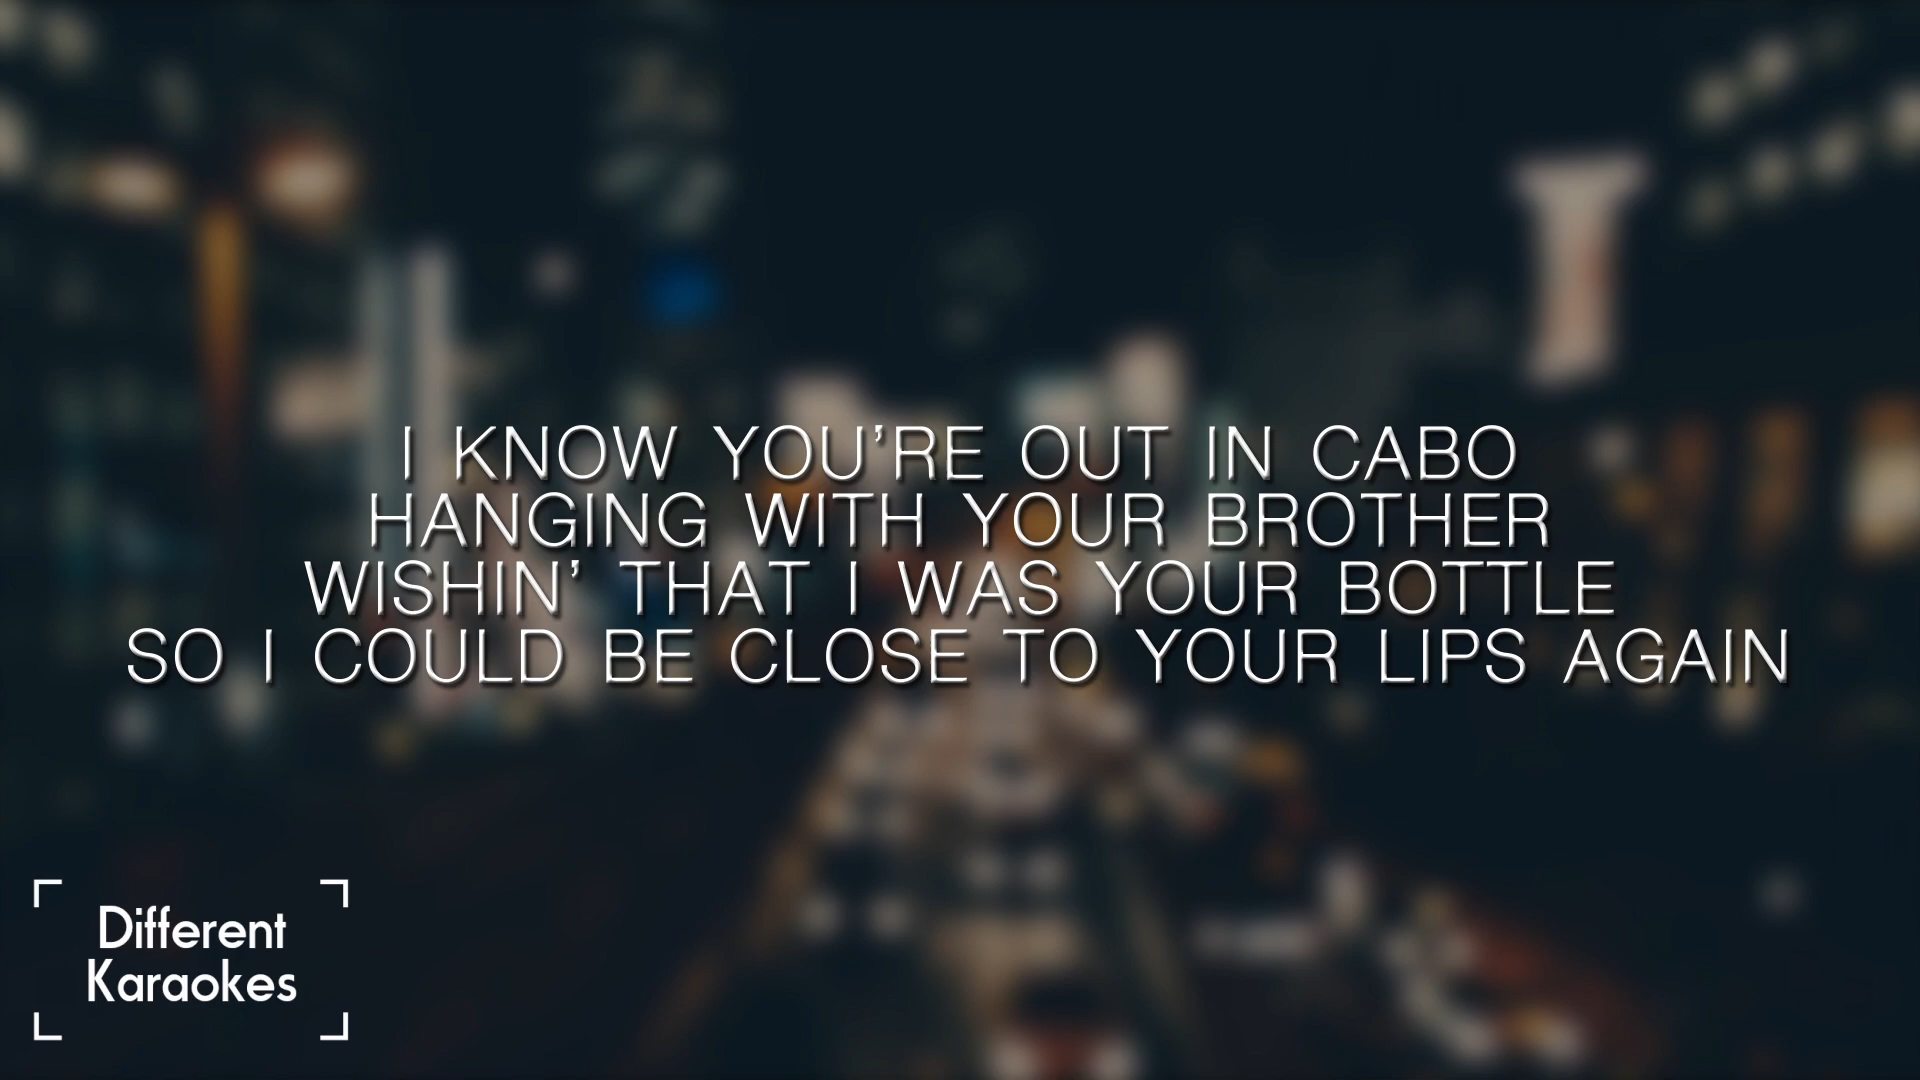 I KNOW YOU’RE OUT IN CABO
HANGING WITH YOUR BROTHER
WISHIN’ THAT I WAS YOUR BOTTLE
SO I COULD BE CLOSE TO YOUR LIPS AGAIN
Different
Karaokes